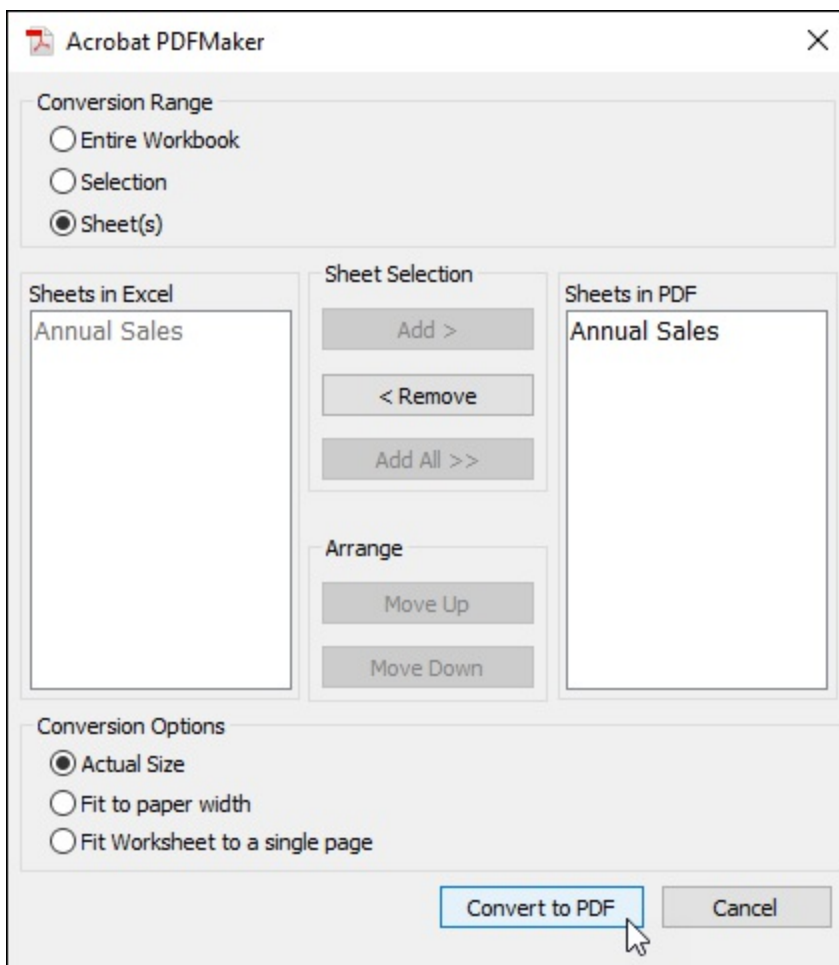 Acrobat PDFMaker
Conversion Range
Entire Workbook
Selection
Sheet(s)
Sheets in Excel
Annual Sales
Sheet Selection
Add >
< Remove
Add All >>
Arrange
Move Up
Move Down
Sheets in PDF
Annual Sales
Conversion Options
Actual Size
Fit to paper width
Fit Worksheet to a single page
Convert to PDF
Cancel